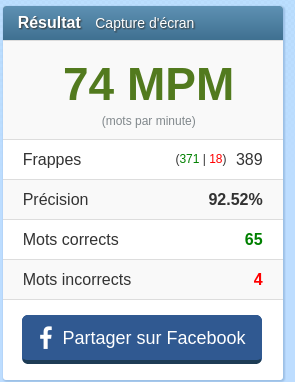 Résultat Capture d'écran
74 MPM
(mots par minute)
Frappes (371 | 18) 389
Précision 92.52%
Mots corrects 65
Mots incorrects 4
Partager sur Facebook